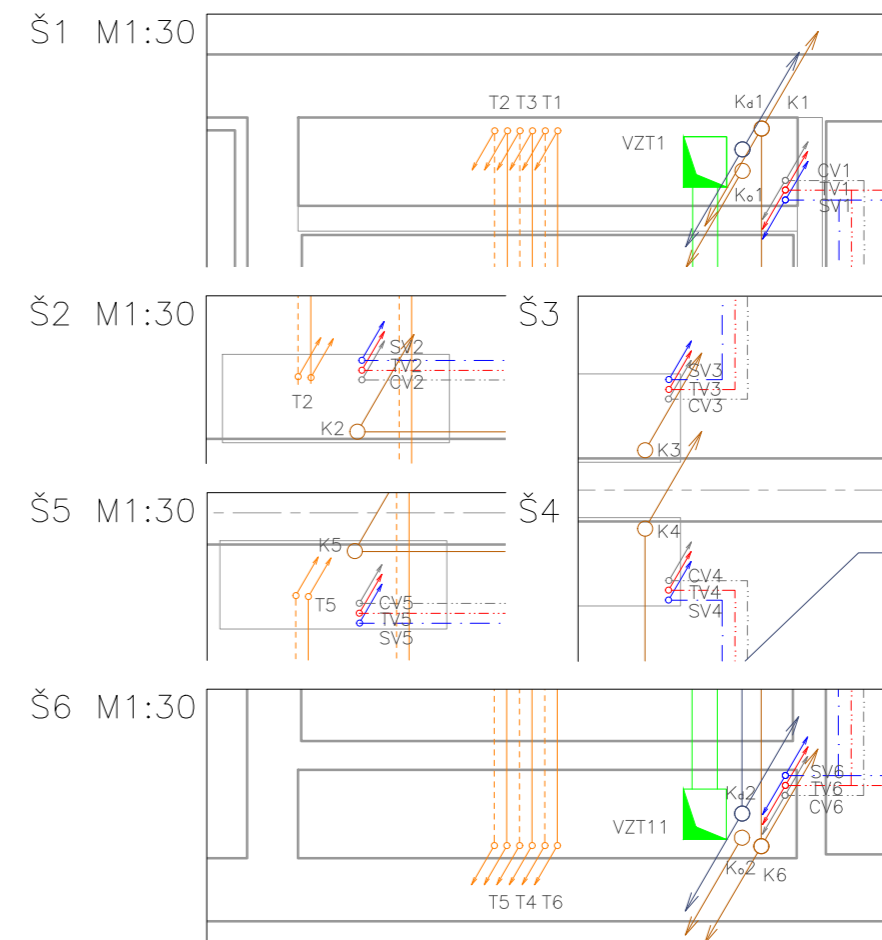 Š1 M1:30
T2 T3 T1
Kd1 K1
VZT1
Ko1
CV1
TV1
SV1
Š2 M1:30
SV2
TV2
CV2
T2
K2
Š3
SV3
TV3
CV3
K3
Š5 M1:30
K5
T5
CV5
TV5
SV5
Š4
K4
CV4
TV4
SV4
Š6 M1:30
SV6
TV6
CV6
Kd2
VZT11
Ko2 K6
T5 T4 T6